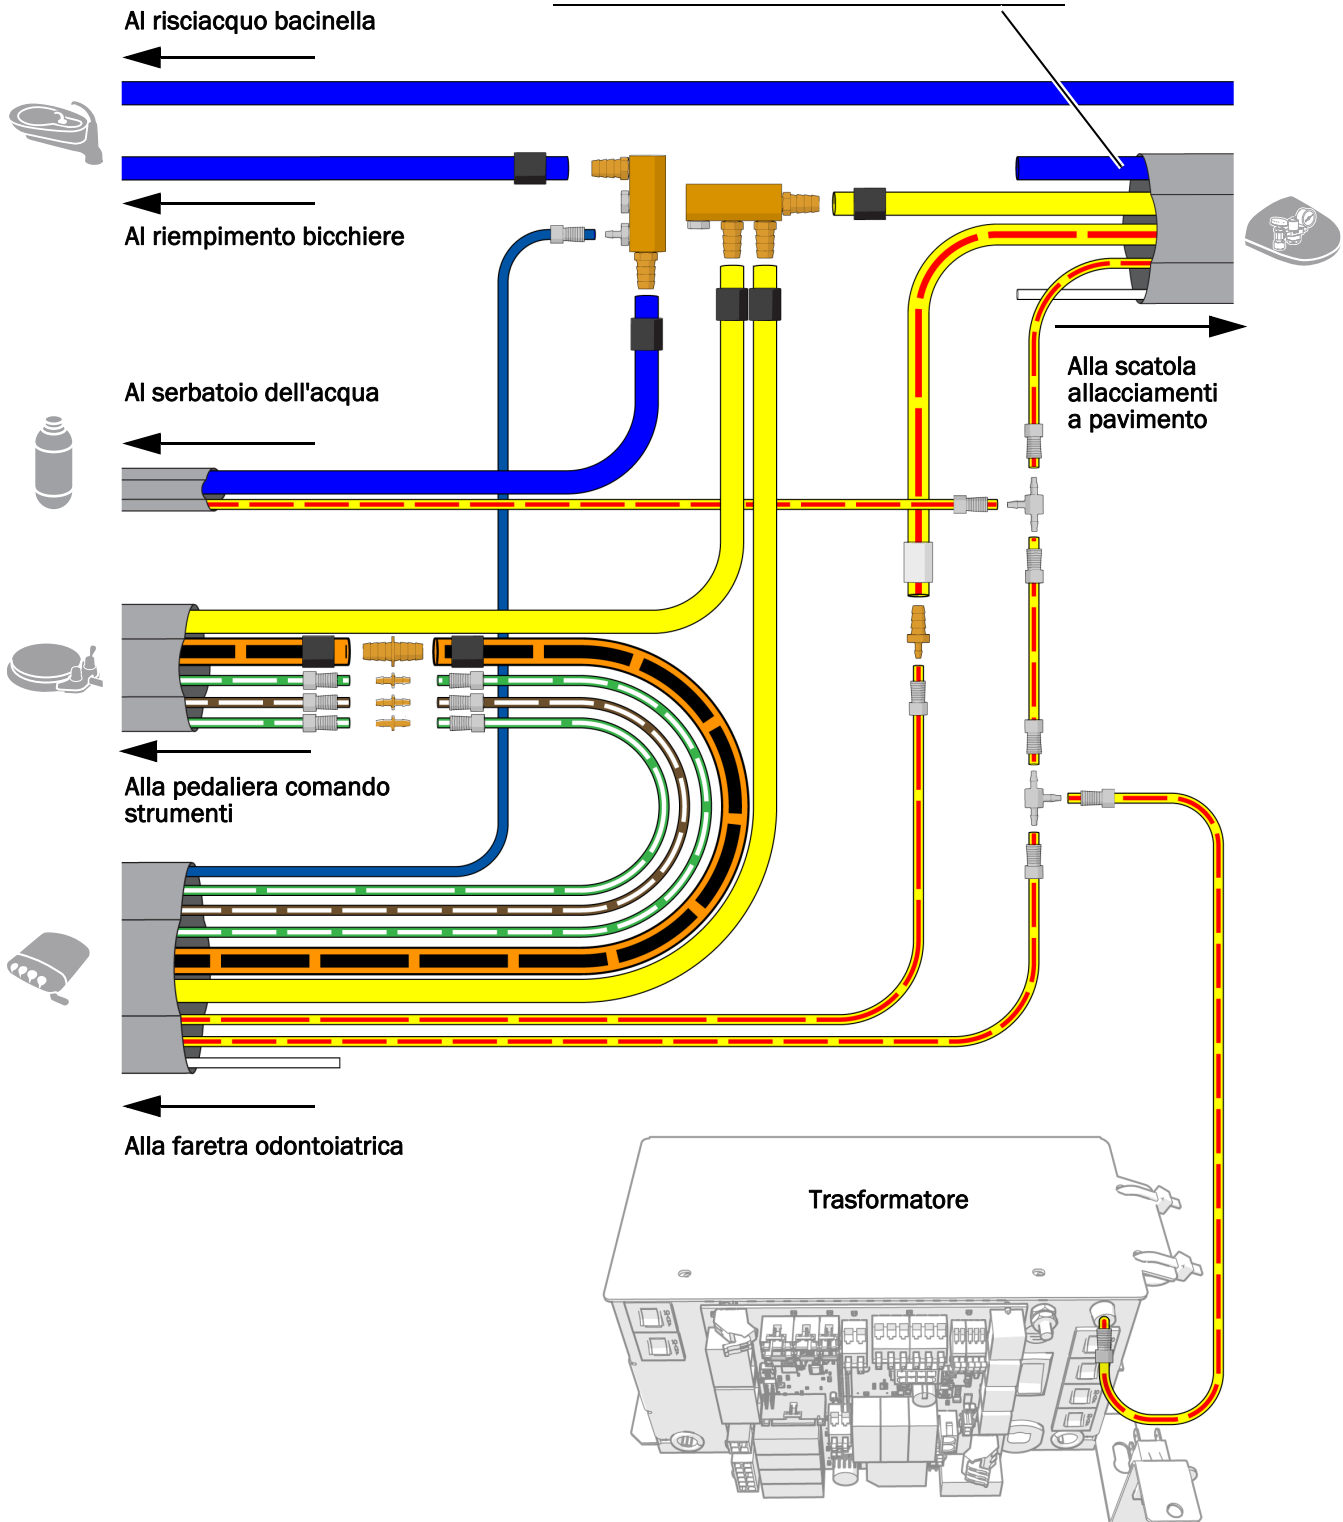 Al risciacquo bacinella
Al riempimento bicchiere
Alla scatola
allacciamenti
a pavimento
Al serbatoio dell'acqua
Alla pedaliera comando
strumenti
Alla faretra odontoiatrica
Trasformatore